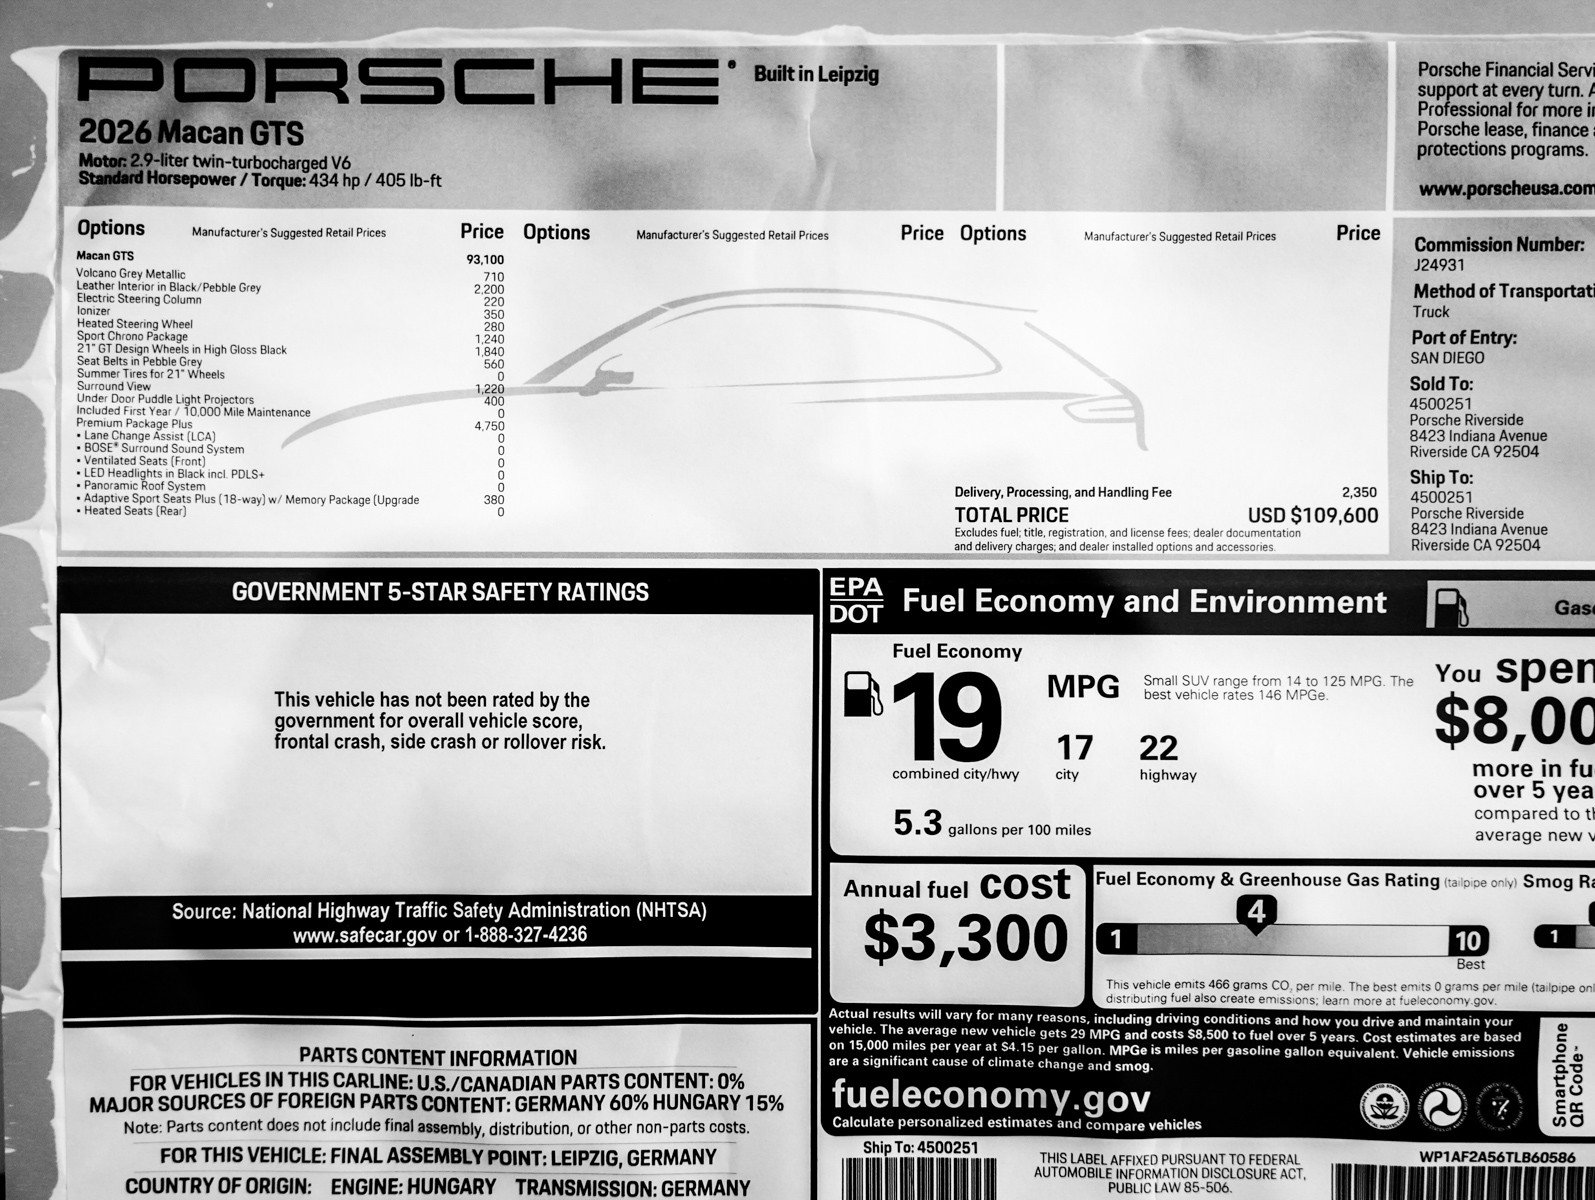 PORSCHE® Built in Leipzig
2026 Macan GTS
Motor: 2.9-liter twin-turbocharged V6
Standard Horsepower / Torque: 434 hp / 405 lb-ft
Options Manufacturer's Suggested Retail Prices Price
Macan GTS 93,100
Volcano Grey Metallic 710
Leather Interior in Black/Pebble Grey 2,200
Electric Steering Column 220
Ionizer 350
Heated Steering Wheel 280
Sport Chrono Package 1,240
21" GT Design Wheels in High Gloss Black 1,840
Seat Belts in Pebble Grey 560
Summer Tires for 21" Wheels 0
Surround View 1,220
Under Door Puddle Light Projectors 400
Included First Year / 10,000 Mile Maintenance 0
Premium Package Plus 4,750
• Lane Change Assist (LCA) 0
• BOSE® Surround Sound System 0
• Ventilated Seats (Front) 0
• LED Headlights in Black incl. PDLS+ 0
• Panoramic Roof System 0
• Adaptive Sport Seats Plus (18-way) w/ Memory Package (Upgrade 380
• Heated Seats (Rear) 0
Options Manufacturer's Suggested Retail Prices Price
Options Manufacturer's Suggested Retail Prices Price
Delivery, Processing, and Handling Fee 2,350
TOTAL PRICE USD $109,600
Excludes fuel; title, registration, and license fees; dealer documentation
and delivery charges; and dealer installed options and accessories.
Porsche Financial Servi
support at every turn. A
Professional for more in
Porsche lease, finance a
protections programs.
www.porscheusa.com
Commission Number:
J24931
Method of Transportati
Truck
Port of Entry:
SAN DIEGO
Sold To:
4500251
Porsche Riverside
8423 Indiana Avenue
Riverside CA 92504
Ship To:
4500251
Porsche Riverside
8423 Indiana Avenue
Riverside CA 92504
GOVERNMENT 5-STAR SAFETY RATINGS
This vehicle has not been rated by the
government for overall vehicle score,
frontal crash, side crash or rollover risk.
Source: National Highway Traffic Safety Administration (NHTSA)
www.safecar.gov or 1-888-327-4236
PARTS CONTENT INFORMATION
FOR VEHICLES IN THIS CARLINE: U.S./CANADIAN PARTS CONTENT: 0%
MAJOR SOURCES OF FOREIGN PARTS CONTENT: GERMANY 60% HUNGARY 15%
Note: Parts content does not include final assembly, distribution, or other non-parts costs.
FOR THIS VEHICLE: FINAL ASSEMBLY POINT: LEIPZIG, GERMANY
COUNTRY OF ORIGIN: ENGINE: HUNGARY TRANSMISSION: GERMANY
EPA
DOT
Fuel Economy and Environment
Gaso
Fuel Economy
19 MPG
combined city/hwy
17
city
22
highway
Small SUV range from 14 to 125 MPG. The
best vehicle rates 146 MPGe.
5.3 gallons per 100 miles
You spen
$8,00
more in fu
over 5 yea
compared to th
average new v
Annual fuel cost
$3,300
Fuel Economy & Greenhouse Gas Rating (tailpipe only) Smog Ra
4
1 10 1
Best
This vehicle emits 466 grams CO2 per mile. The best emits 0 grams per mile (tailpipe onl
distributing fuel also create emissions; learn more at fueleconomy.gov.
Actual results will vary for many reasons, including driving conditions and how you drive and maintain your
vehicle. The average new vehicle gets 29 MPG and costs $8,500 to fuel over 5 years. Cost estimates are based
on 15,000 miles per year at $4.15 per gallon. MPGe is miles per gasoline gallon equivalent. Vehicle emissions
are a significant cause of climate change and smog.
fueleconomy.gov
Calculate personalized estimates and compare vehicles
Smartphone
QR Code™
Ship To: 4500251
THIS LABEL AFFIXED PURSUANT TO FEDERAL
AUTOMOBILE INFORMATION DISCLOSURE ACT,
PUBLIC LAW 85-506.
WP1AF2A56TLB60586